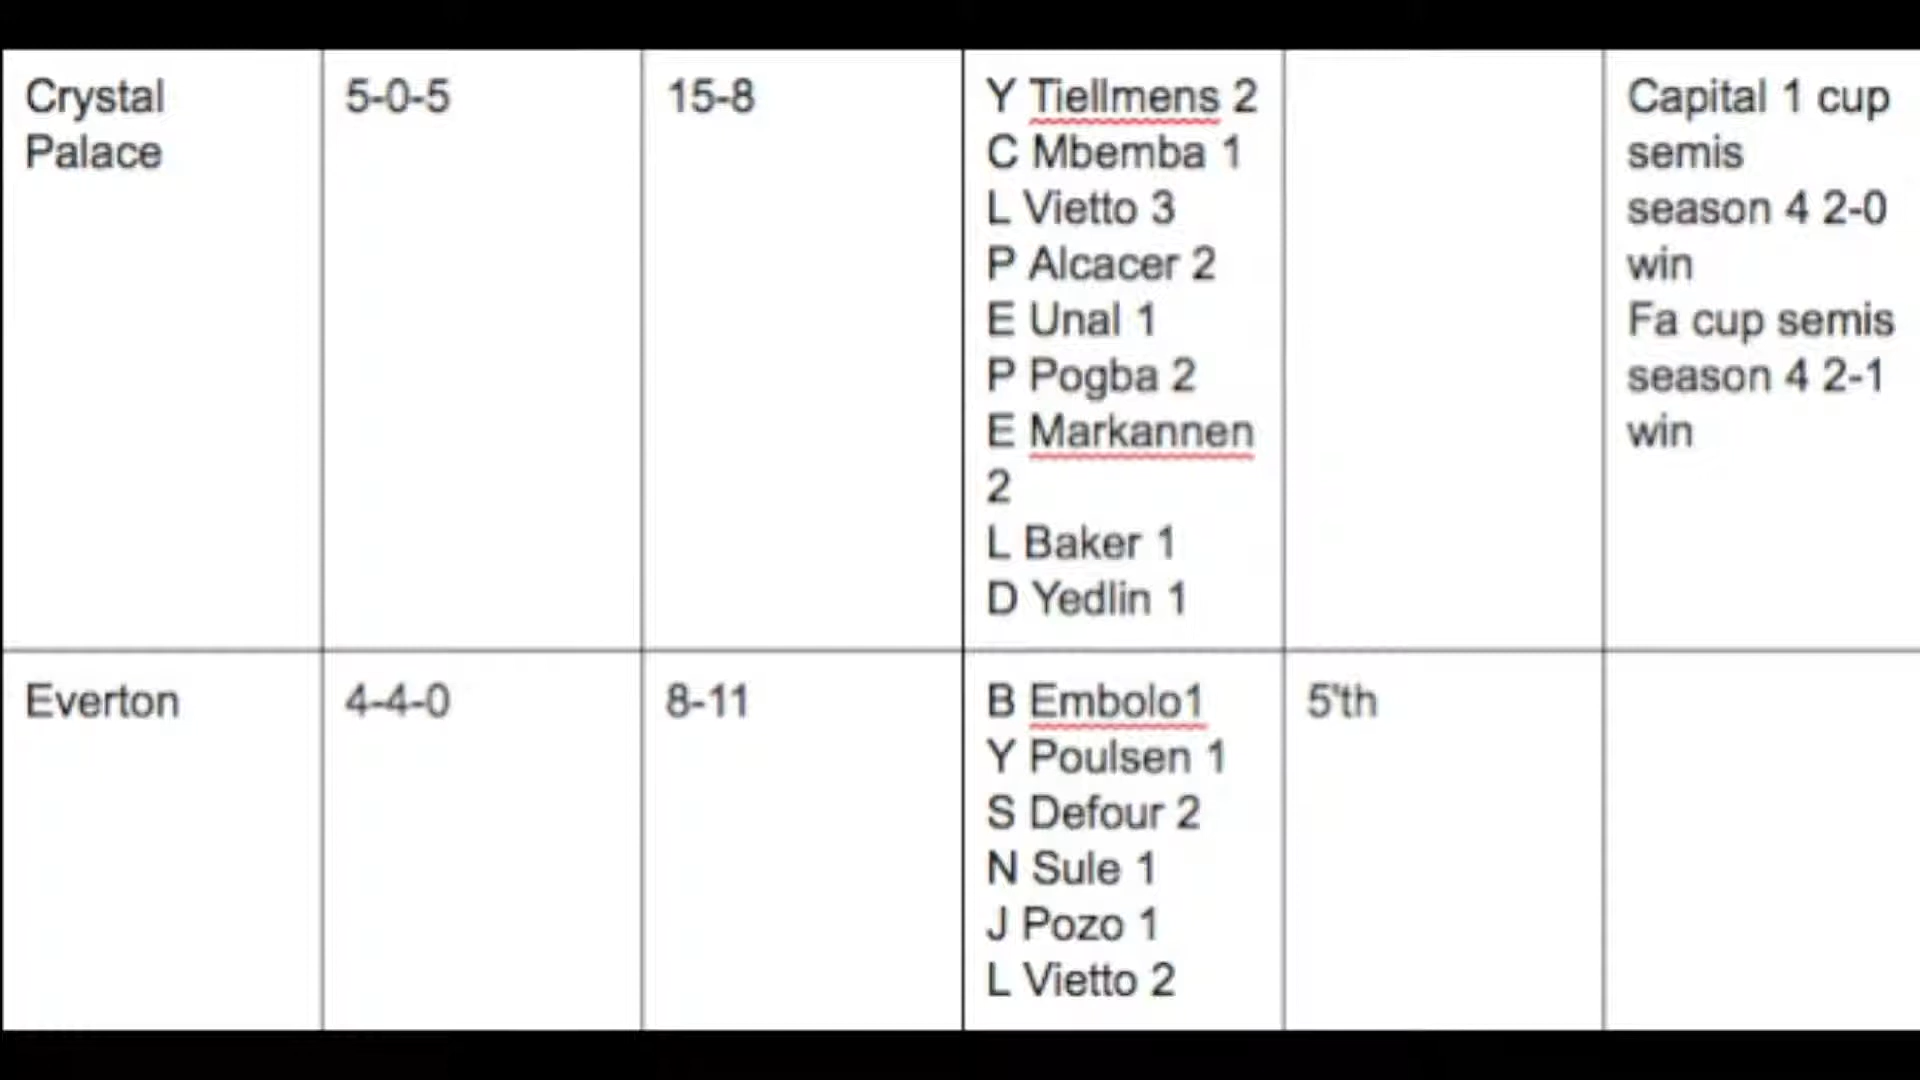 Crystal
Palace
5-0-5
15-8
Y Tiellmens 2
C Mbemba 1
L Vietto 3
P Alcacer 2
E Unal 1
P Pogba 2
E Markannen
2
L Baker 1
D Yedlin 1
Capital 1 cup
semis
season 4 2-0
win
Fa cup semis
season 4 2-1
win
Everton
4-4-0
8-11
B Embolo1
Y Poulsen 1
S Defour 2
N Sule 1
J Pozo 1
L Vietto 2
5'th